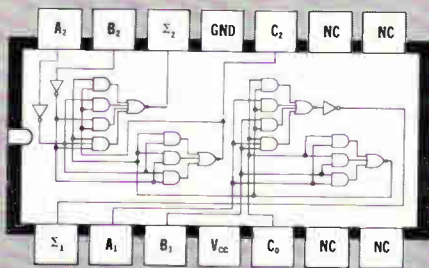 A₂ B₂ Σ₂ GND C₂ NC NC
Σ₁ A₁ B₁ VCC C₀ NC NC